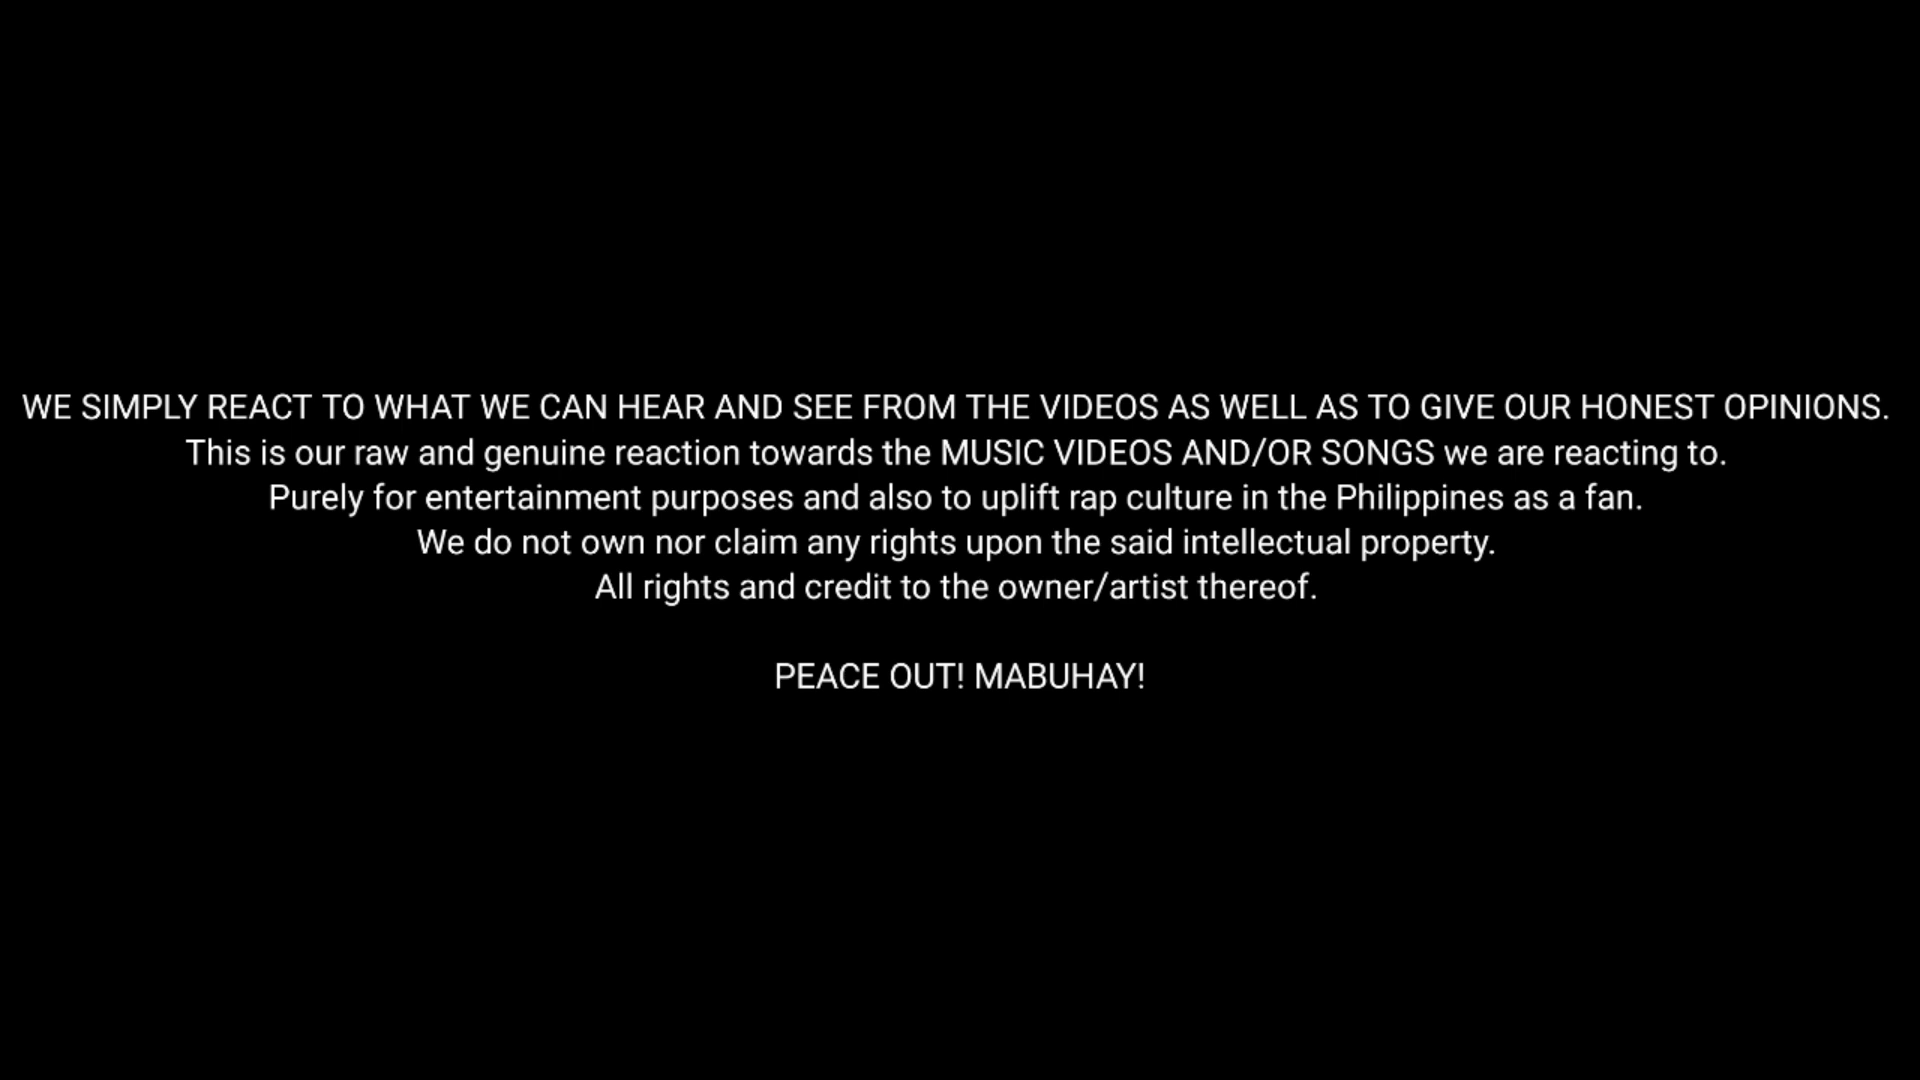 WE SIMPLY REACT TO WHAT WE CAN HEAR AND SEE FROM THE VIDEOS AS WELL AS TO GIVE OUR HONEST OPINIONS.
This is our raw and genuine reaction towards the MUSIC VIDEOS AND/OR SONGS we are reacting to.
Purely for entertainment purposes and also to uplift rap culture in the Philippines as a fan.
We do not own nor claim any rights upon the said intellectual property.
All rights and credit to the owner/artist thereof.
PEACE OUT! MABUHAY!